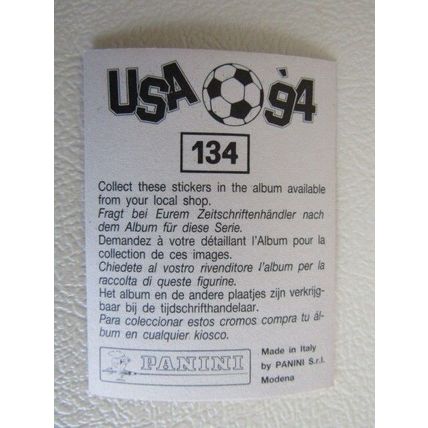 USA '94
134
Collect these stickers in the album available
from your local shop.
Fragt bei Eurem Zeitschriftenhändler nach
dem Album für diese Serie.
Demandez à votre détaillant l'Album pour la
collection de ces images.
Chiedete al vostro rivenditore l'album per la
raccolta di queste figurine.
Het album en de andere plaatjes zijn verkrijg-
baar bij de tijdschrifthandelaar.
Para coleccionar estos cromos compra tu ál-
bum en cualquier kiosco.
PANINI
Made in Italy
by PANINI S.r.l.
Modena